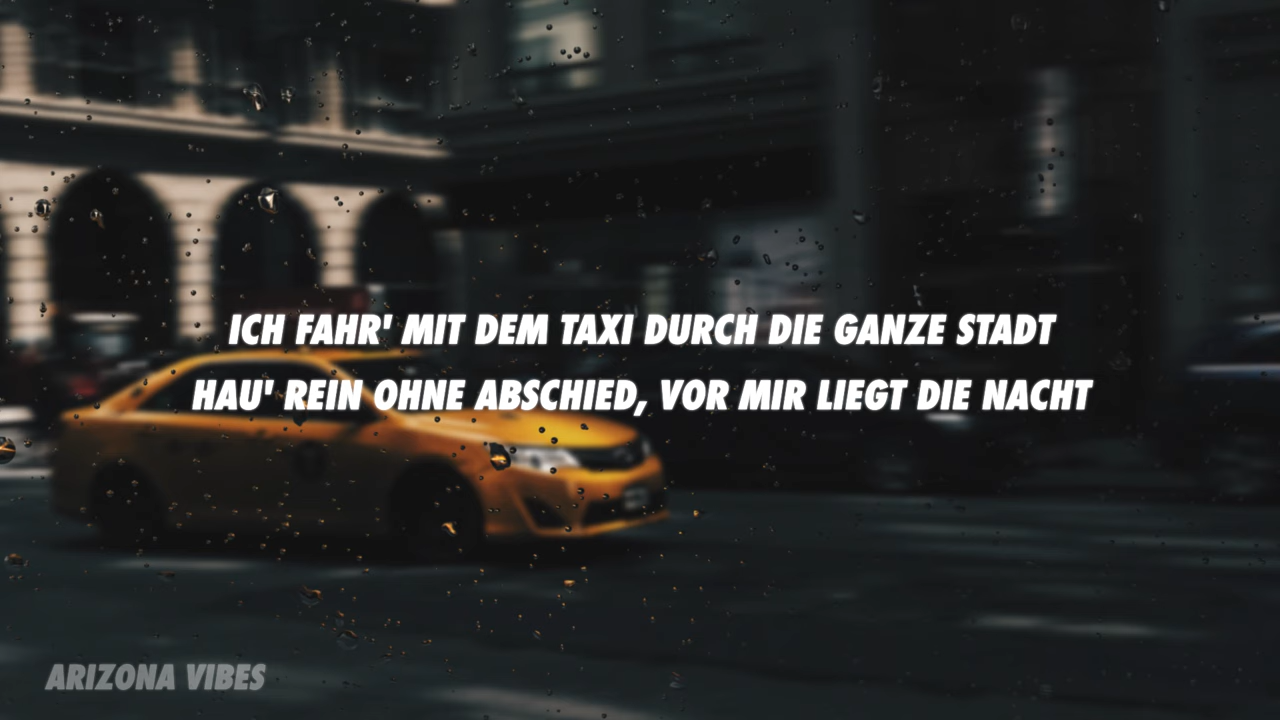 ICH FAHR' MIT DEM TAXI DURCH DIE GANZE STADT
HAU' REIN OHNE ABSCHIED, VOR MIR LIEGT DIE NACHT
ARIZONA VIBES